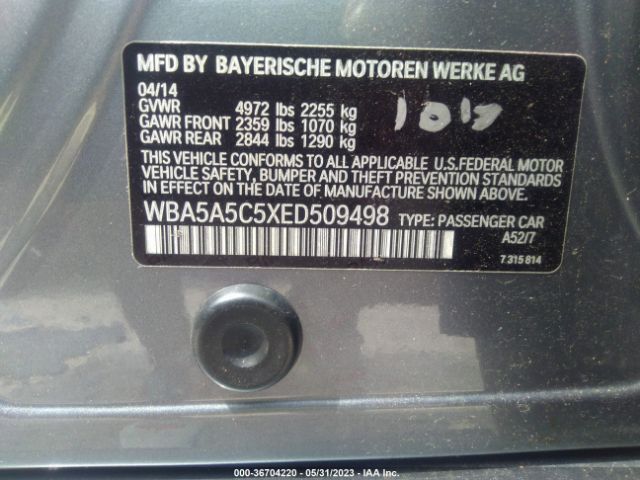 MFD BY BAYERISCHE MOTOREN WERKE AG
04/14
GVWR 4972 lbs 2255 kg
GAWR FRONT 2359 lbs 1070 kg
GAWR REAR 2844 lbs 1290 kg
THIS VEHICLE CONFORMS TO ALL APPLICABLE U.S.FEDERAL MOTOR
VEHICLE SAFETY, BUMPER AND THEFT PREVENTION STANDARDS
IN EFFECT ON THE DATE OF MANUFACTURE SHOWN ABOVE.
WBA5A5C5XED509498 TYPE: PASSENGER CAR
A52/7
7 315 814
000-36704220 - 05/31/2023 - IAA Inc.